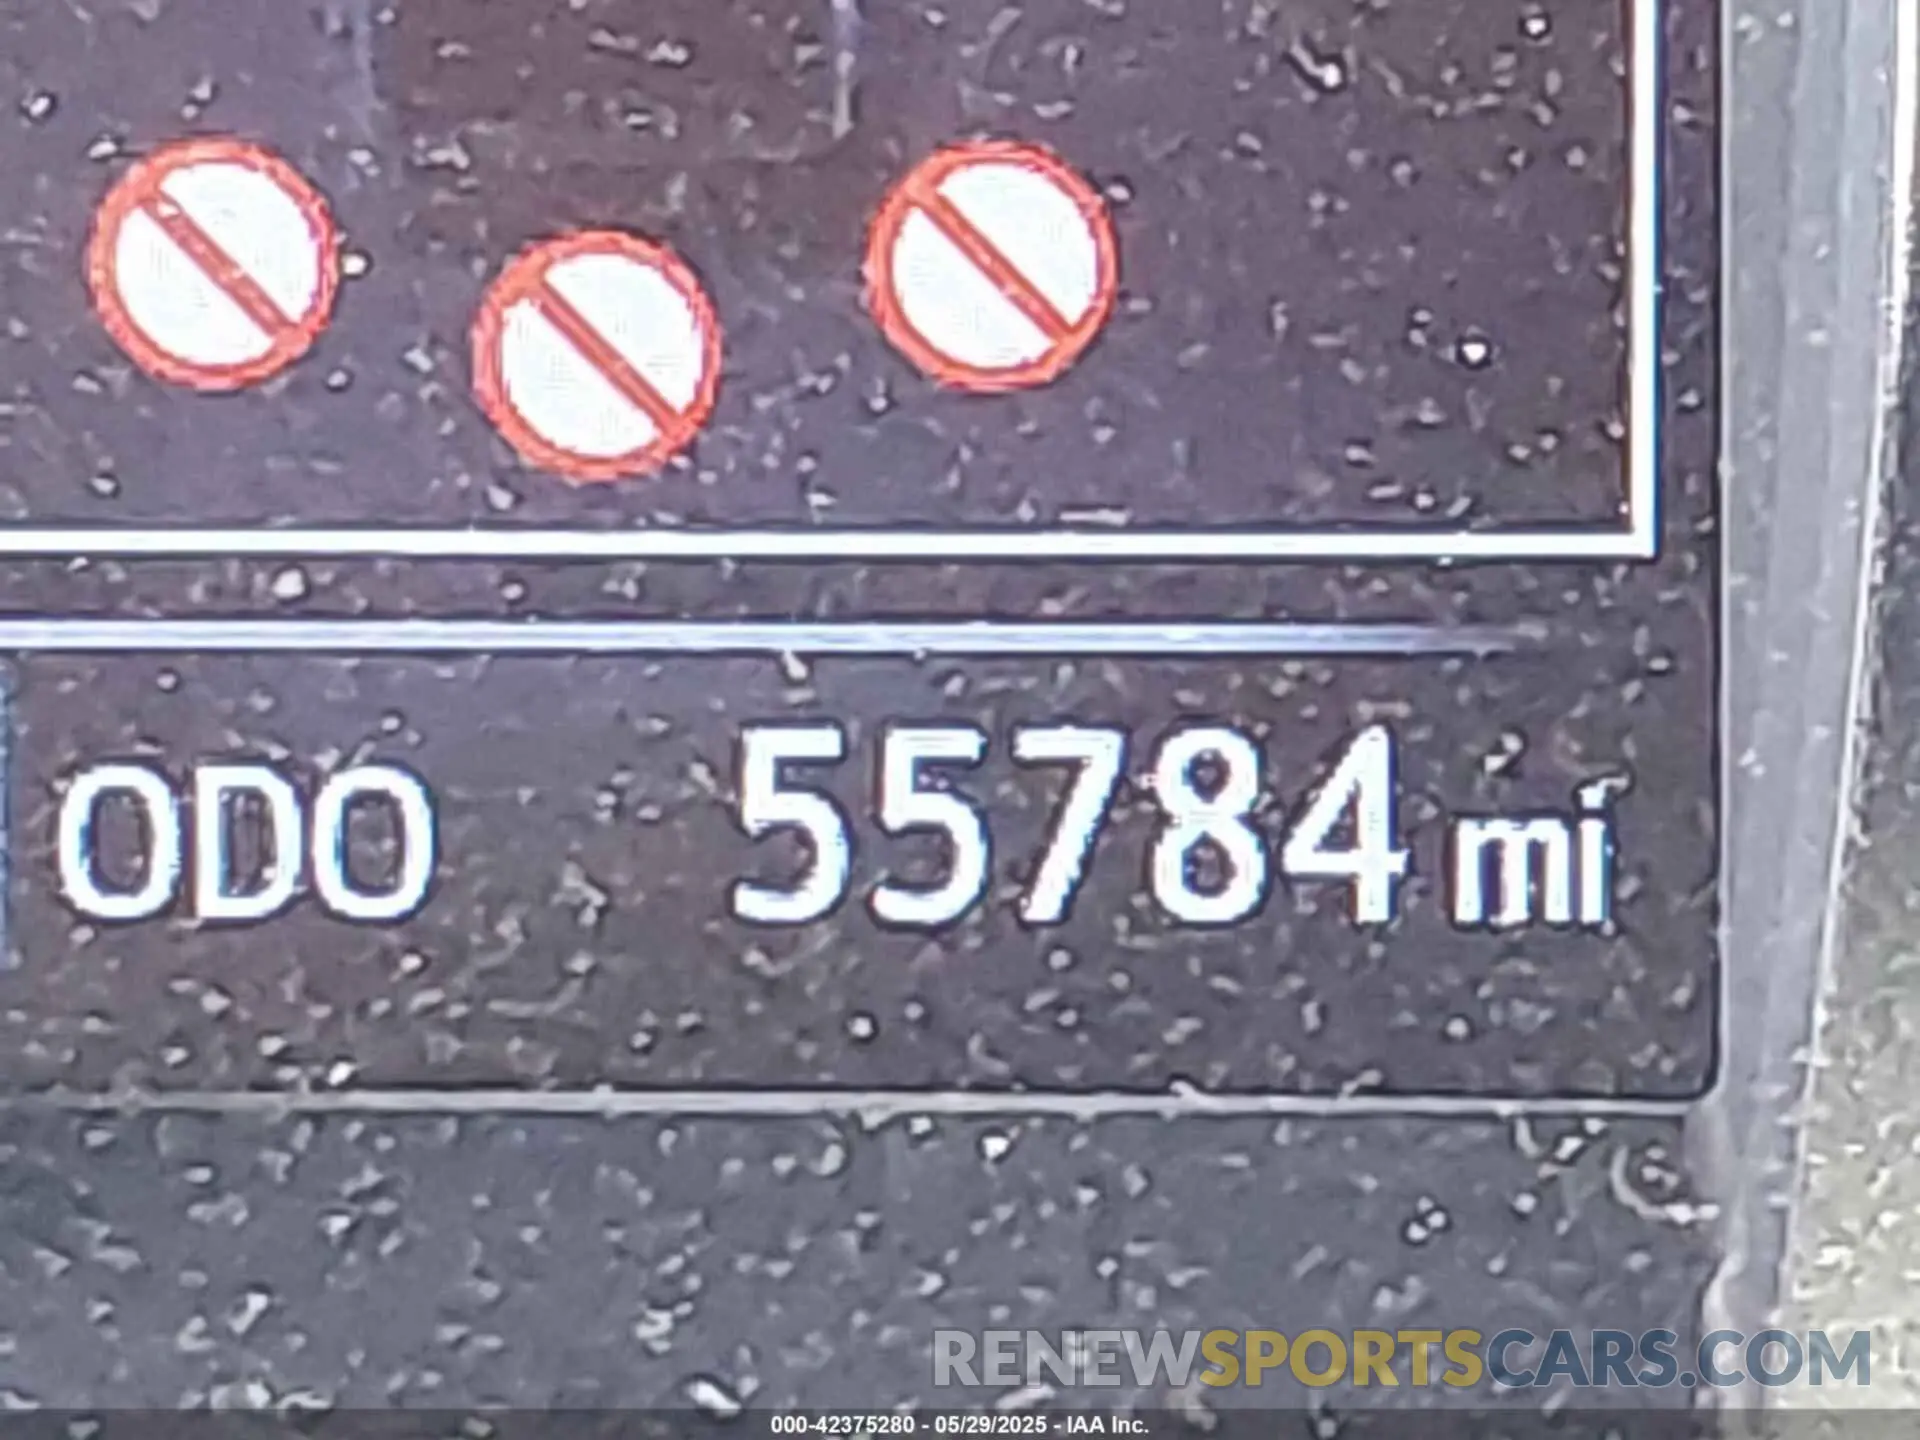 ODO 55784 mi
RENEWSPORTSCARS.COM
000-42375280 - 05/29/2025 - IAA Inc.